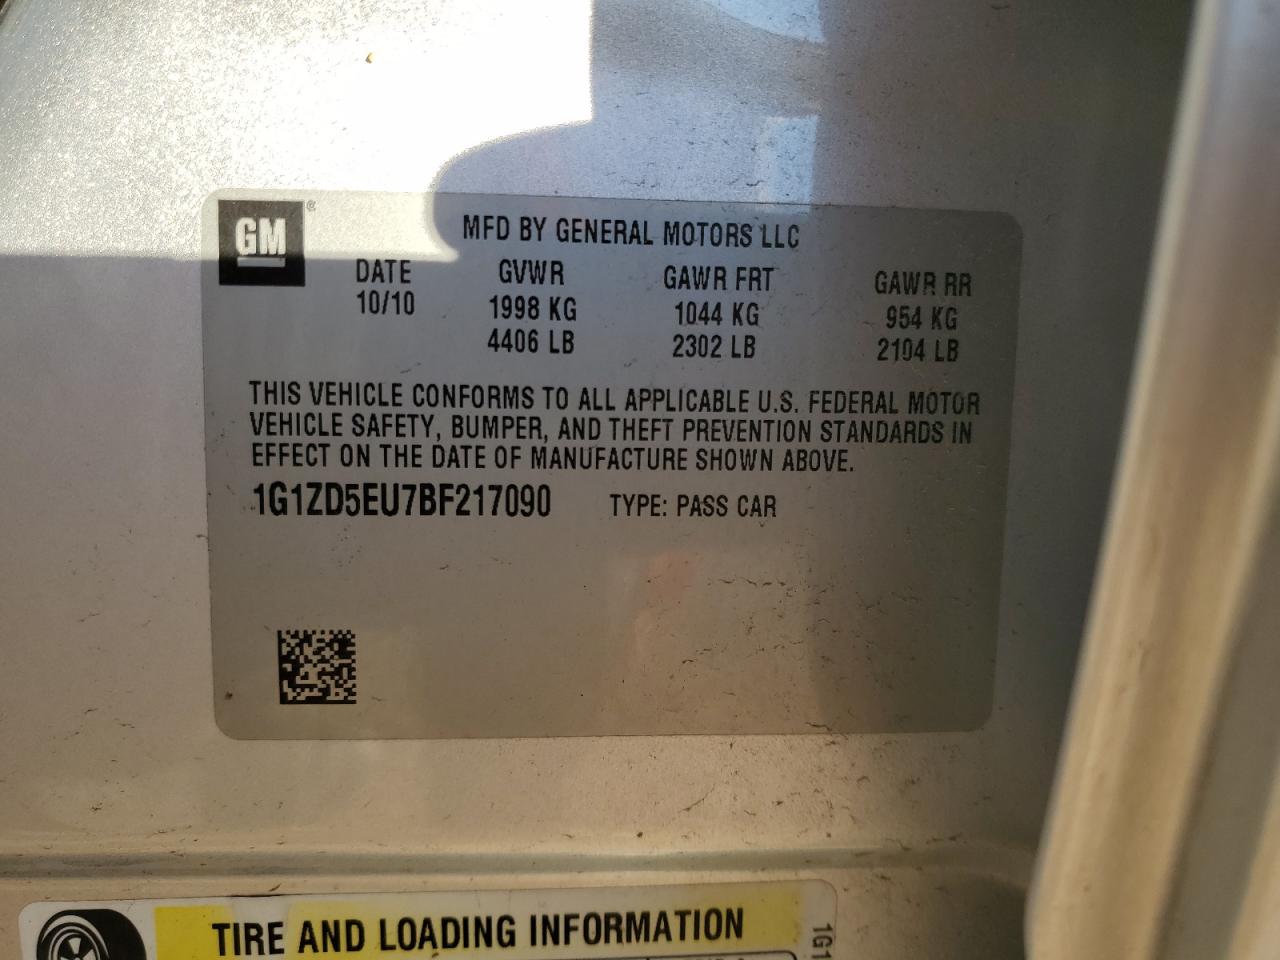 GM ®
MFD BY GENERAL MOTORS LLC
DATE GVWR GAWR FRT GAWR RR
10/10 1998 KG 1044 KG 954 KG
4406 LB 2302 LB 2104 LB
THIS VEHICLE CONFORMS TO ALL APPLICABLE U.S. FEDERAL MOTOR
VEHICLE SAFETY, BUMPER, AND THEFT PREVENTION STANDARDS IN
EFFECT ON THE DATE OF MANUFACTURE SHOWN ABOVE.
1G1ZD5EU7BF217090 TYPE: PASS CAR
TIRE AND LOADING INFORMATION
1G1